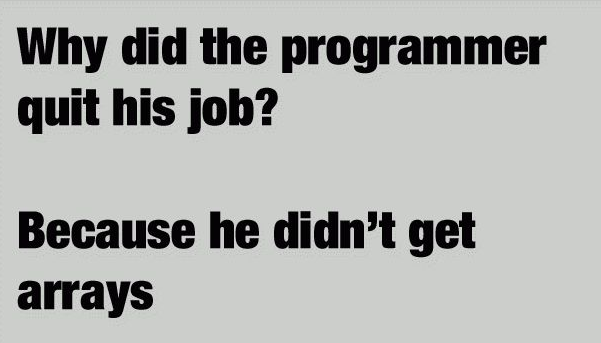 Why did the programmer
quit his job?
Because he didn’t get
arrays